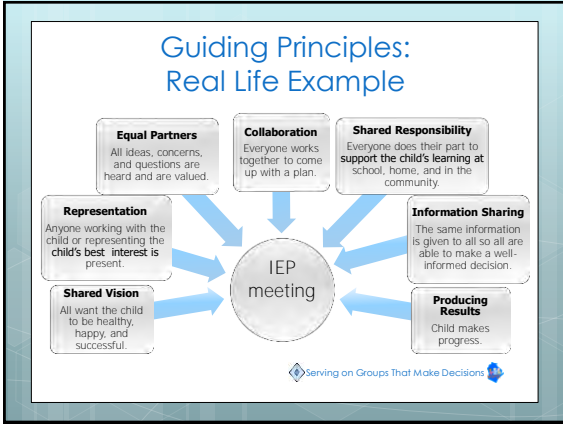 Guiding Principles:
Real Life Example
Equal Partners
All ideas, concerns,
and questions are
heard and are valued.
Collaboration
Everyone works
together to come
up with a plan.
Shared Responsibility
Everyone does their part to
support the child's learning at
school, home, and in the
community.
Representation
Anyone working with the
child or representing the
child's best interest is
present.
Information Sharing
The same information
is given to all so all are
able to make a well-
informed decision.
Shared Vision
All want the child
to be healthy,
happy, and
successful.
IEP
meeting
Producing
Results
Child makes
progress.
Serving on Groups That Make Decisions